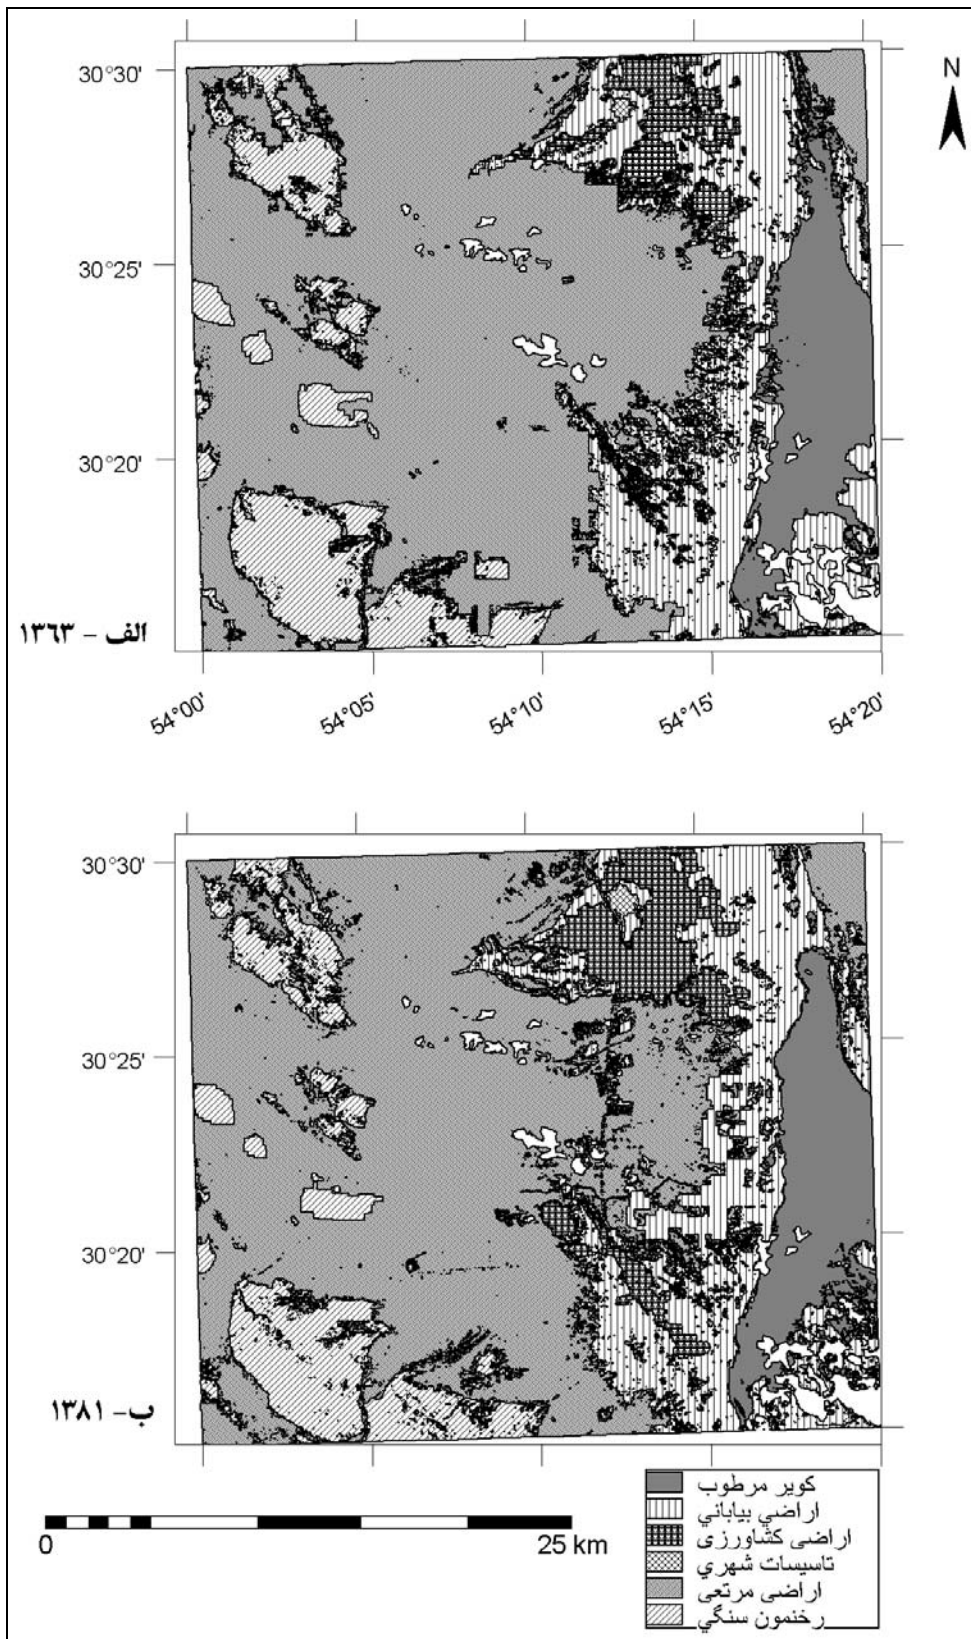 N
30°30'
30°25'
30°20'
الف - ۱۳۶۳
54°00'
54°05'
54°10'
54°15'
54°20'
30°30'
30°25'
30°20'
ب- ۱۳۸۱
کویر مرطوب
اراضي بياباني
اراضی کشاورزی
تاسیسات شهري
اراضی مرتعی
رخنمون سنگي
0 25 km